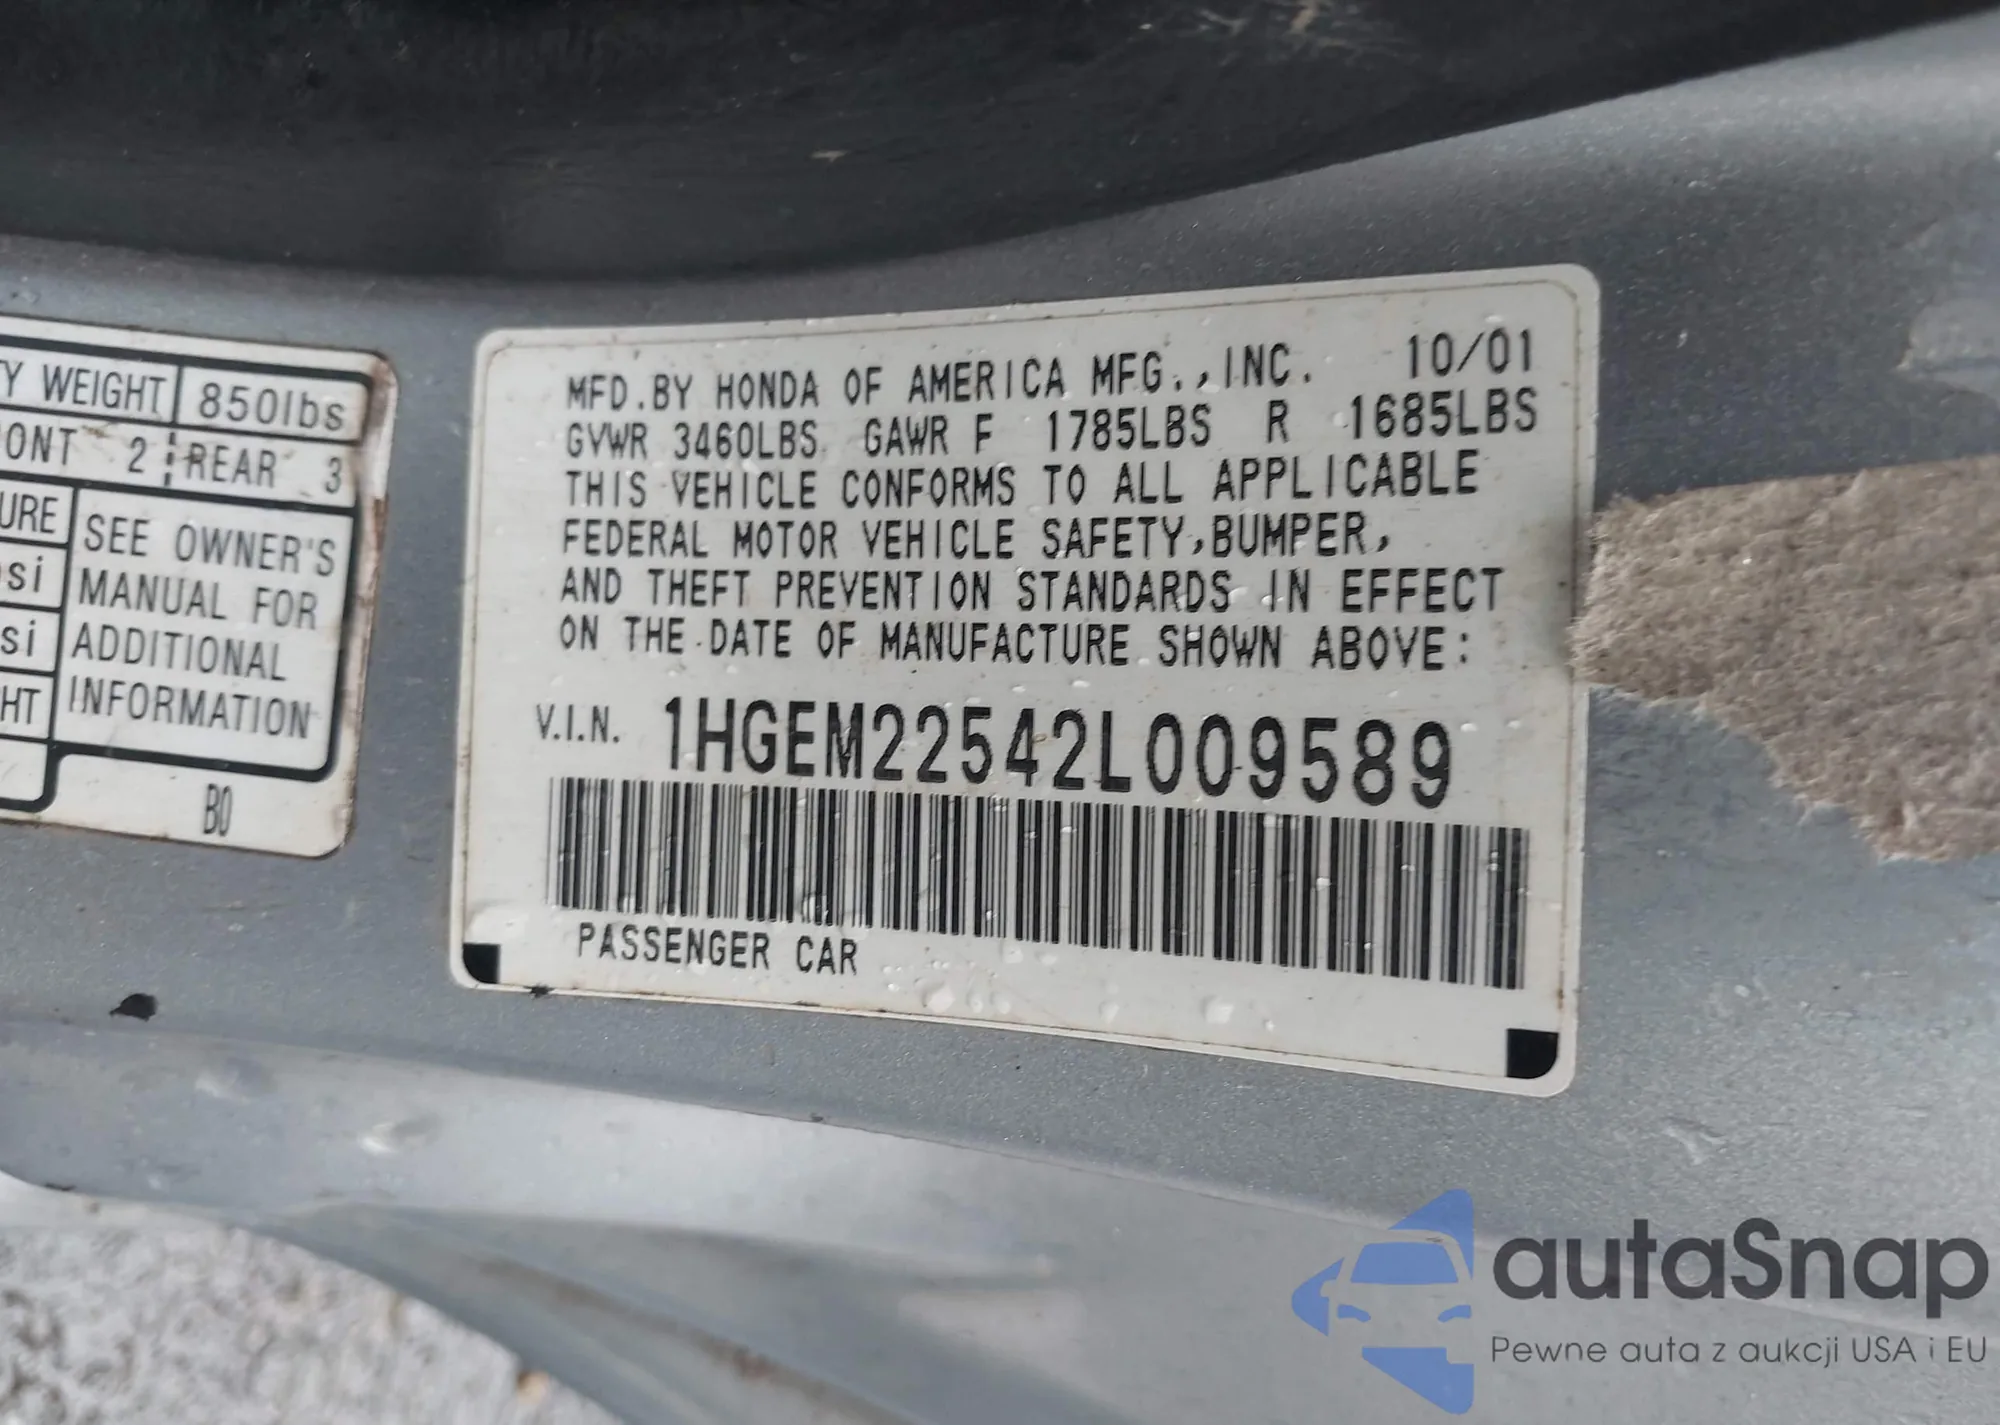 TY WEIGHT 850lbs
ONT 2 REAR 3
URE
si
si
HT
SEE OWNER'S
MANUAL FOR
ADDITIONAL
INFORMATION
B0
MFD.BY HONDA OF AMERICA MFG.,INC. 10/01
GVWR 3460LBS GAWR F 1785LBS R 1685LBS
THIS VEHICLE CONFORMS TO ALL APPLICABLE
FEDERAL MOTOR VEHICLE SAFETY,BUMPER,
AND THEFT PREVENTION STANDARDS IN EFFECT
ON THE DATE OF MANUFACTURE SHOWN ABOVE:
V.I.N. 1HGEM22542L009589
PASSENGER CAR
autaSnap
Pewne auta z aukcji USA i EU